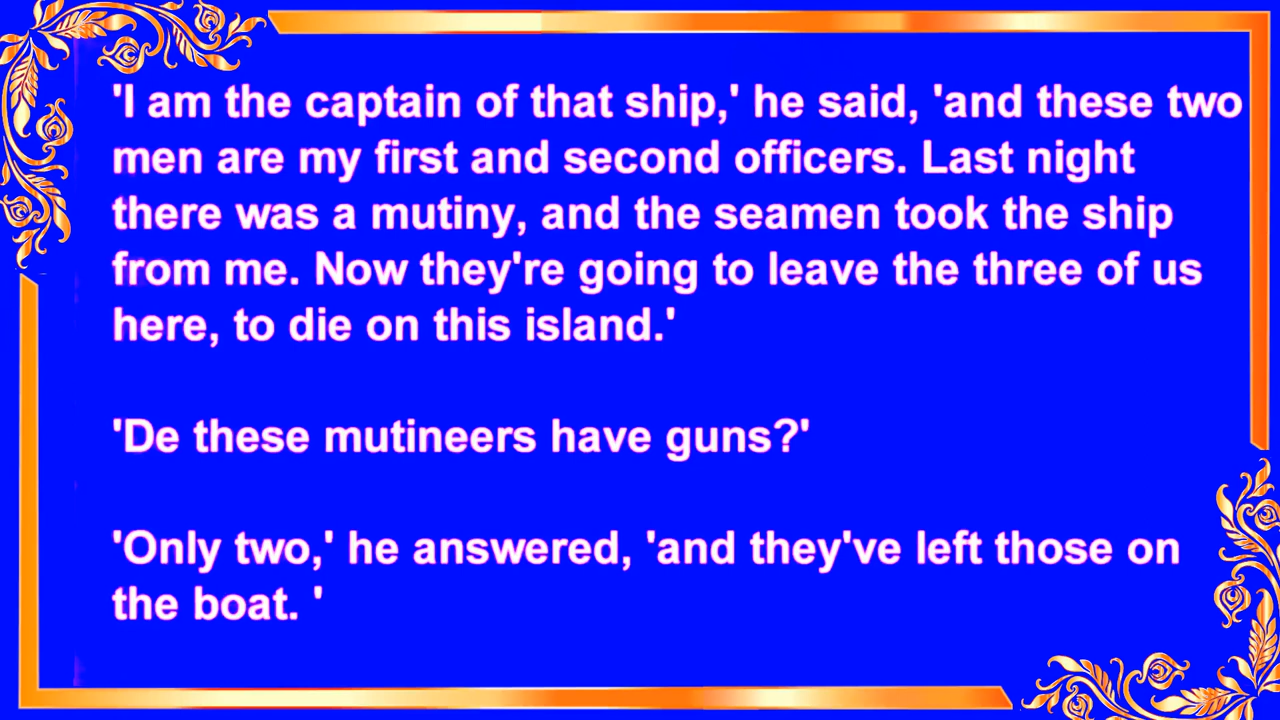 'I am the captain of that ship,' he said, 'and these two
men are my first and second officers. Last night
there was a mutiny, and the seamen took the ship
from me. Now they're going to leave the three of us
here, to die on this island.'
'De these mutineers have guns?'
'Only two,' he answered, 'and they've left those on
the boat. '